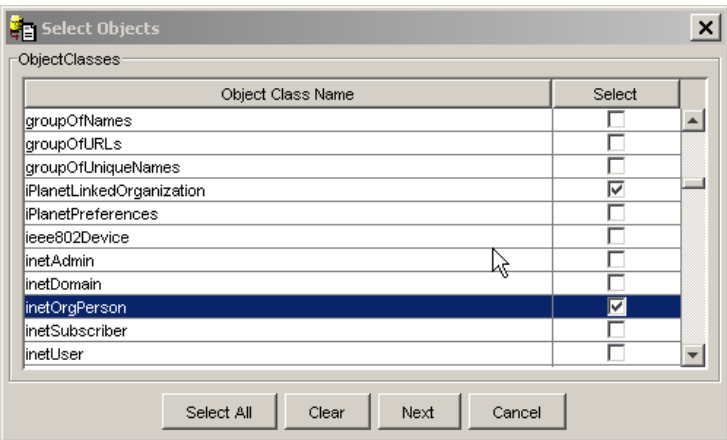 Select Objects
ObjectClasses
Object Class Name Select
groupOfNames
groupOfURLs
groupOfUniqueNames
iPlanetLinkedOrganization
iPlanetPreferences
ieee802Device
inetAdmin
inetDomain
inetOrgPerson
inetSubscriber
inetUser
Select All Clear Next Cancel